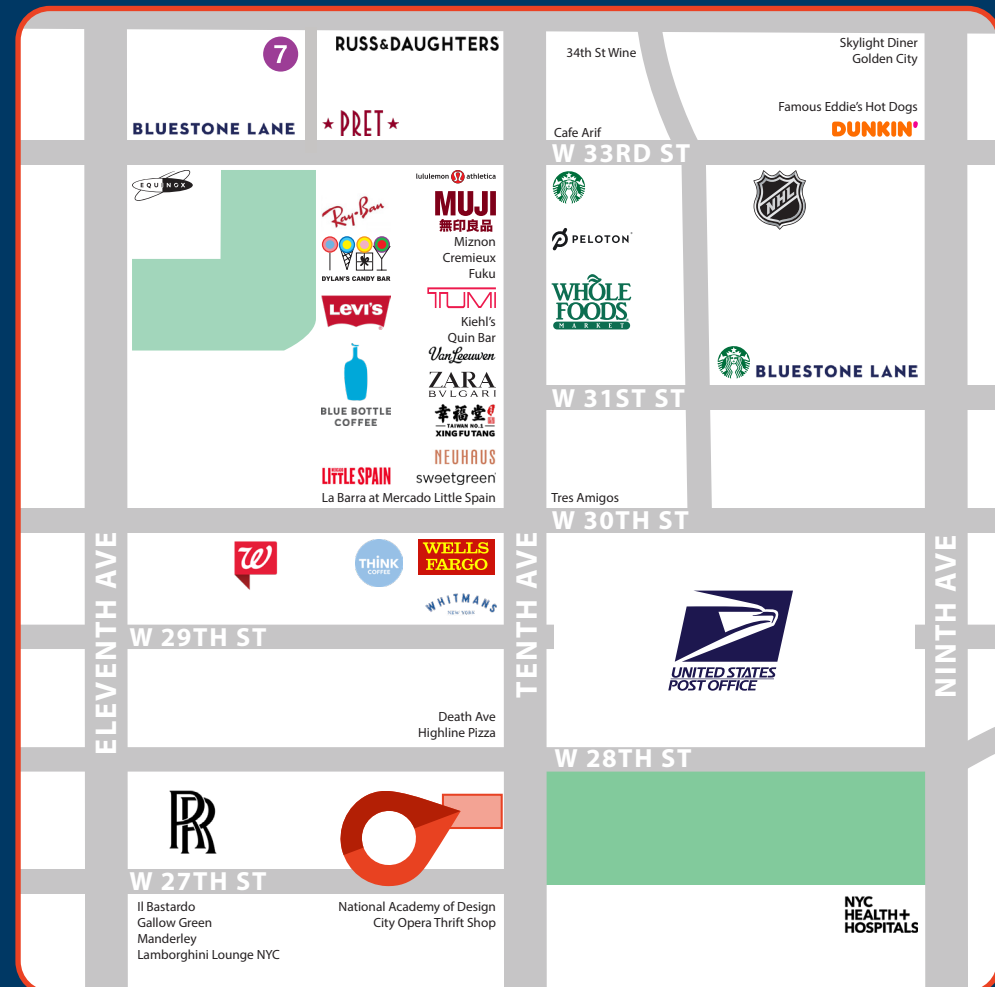 7
RUSS&DAUGHTERS
BLUESTONE LANE
PRET
34th St Wine
Cafe Arif
Skylight Diner
Golden City
Famous Eddie's Hot Dogs
DUNKIN'
W 33RD ST
EQUINOX
Ray-Ban
DYLAN'S CANDY BAR
LEVI'S
BLUE BOTTLE
COFFEE
LITTLE SPAIN
lululemon athletica
MUJI
無印良品
Miznon
Cremieux
Fuku
TUMI
Kiehl's
Quin Bar
Van Leeuwen
ZARA
BVLGARI
幸福堂
TAIWAN NO.1
XING FU TANG
NEUHAUS
sweetgreen
La Barra at Mercado Little Spain
PELOTON
WHOLE
FOODS
MARKET
NHL
BLUESTONE LANE
W 31ST ST
Tres Amigos
W 30TH ST
W
THINK
COFFEE
WELLS
FARGO
WHITMANS
NEW YORK
W 29TH ST
ELEVENTH AVE
TENTH AVE
NINTH AVE
UNITED STATES
POST OFFICE
Death Ave
Highline Pizza
W 28TH ST
RR
W 27TH ST
Il Bastardo
Gallow Green
Manderley
Lamborghini Lounge NYC
National Academy of Design
City Opera Thrift Shop
NYC
HEALTH+
HOSPITALS